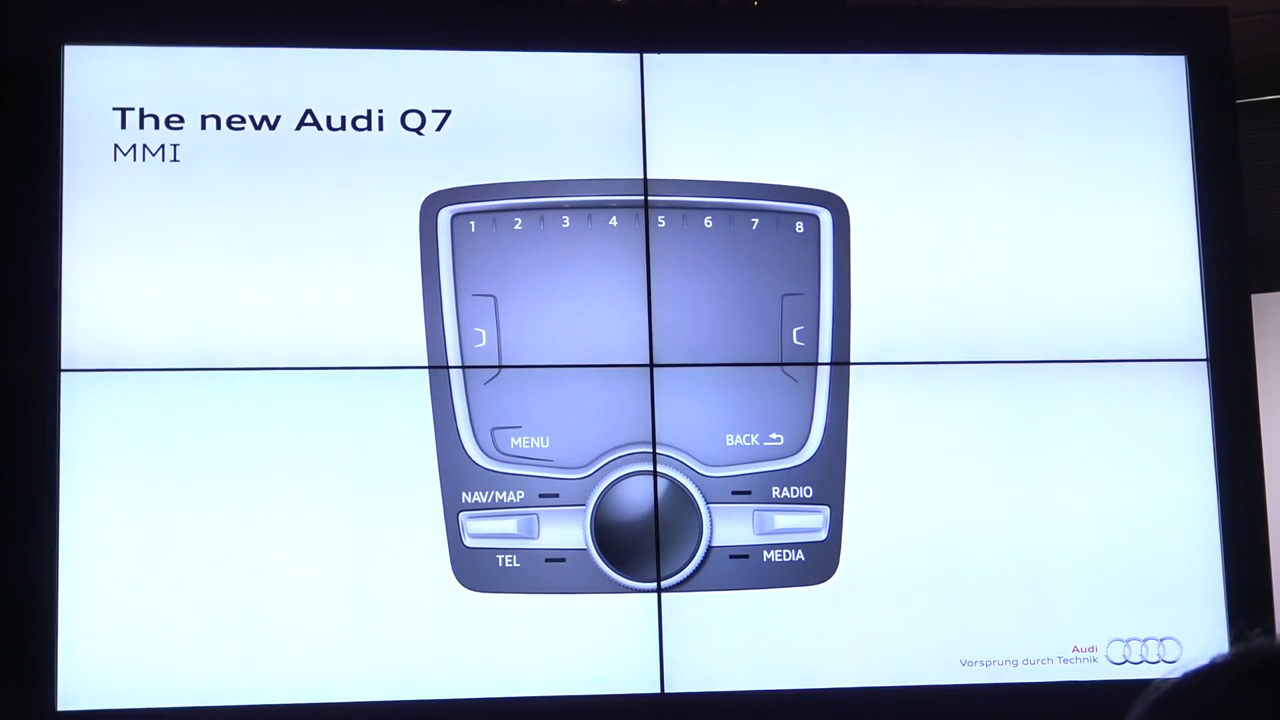 The new Audi Q7
MMI
1 2 3 4 5 6 7 8
MENU BACK
NAV/MAP RADIO
TEL MEDIA
Audi
Vorsprung durch Technik